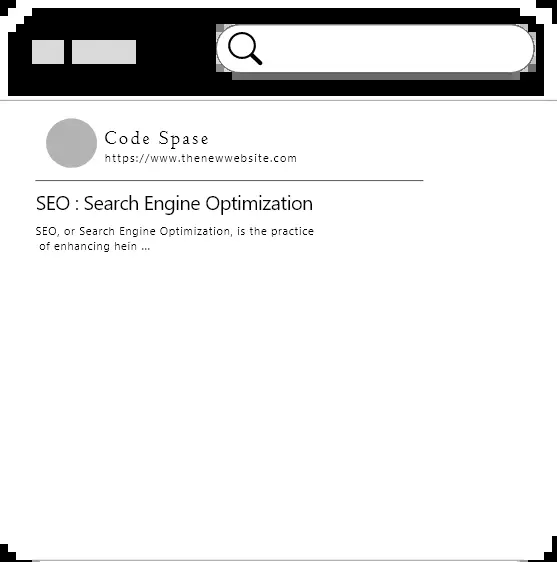 Code Spase
https://www.thenewwebsite.com
SEO : Search Engine Optimization
SEO, or Search Engine Optimization, is the practice
of enhancing hein ...